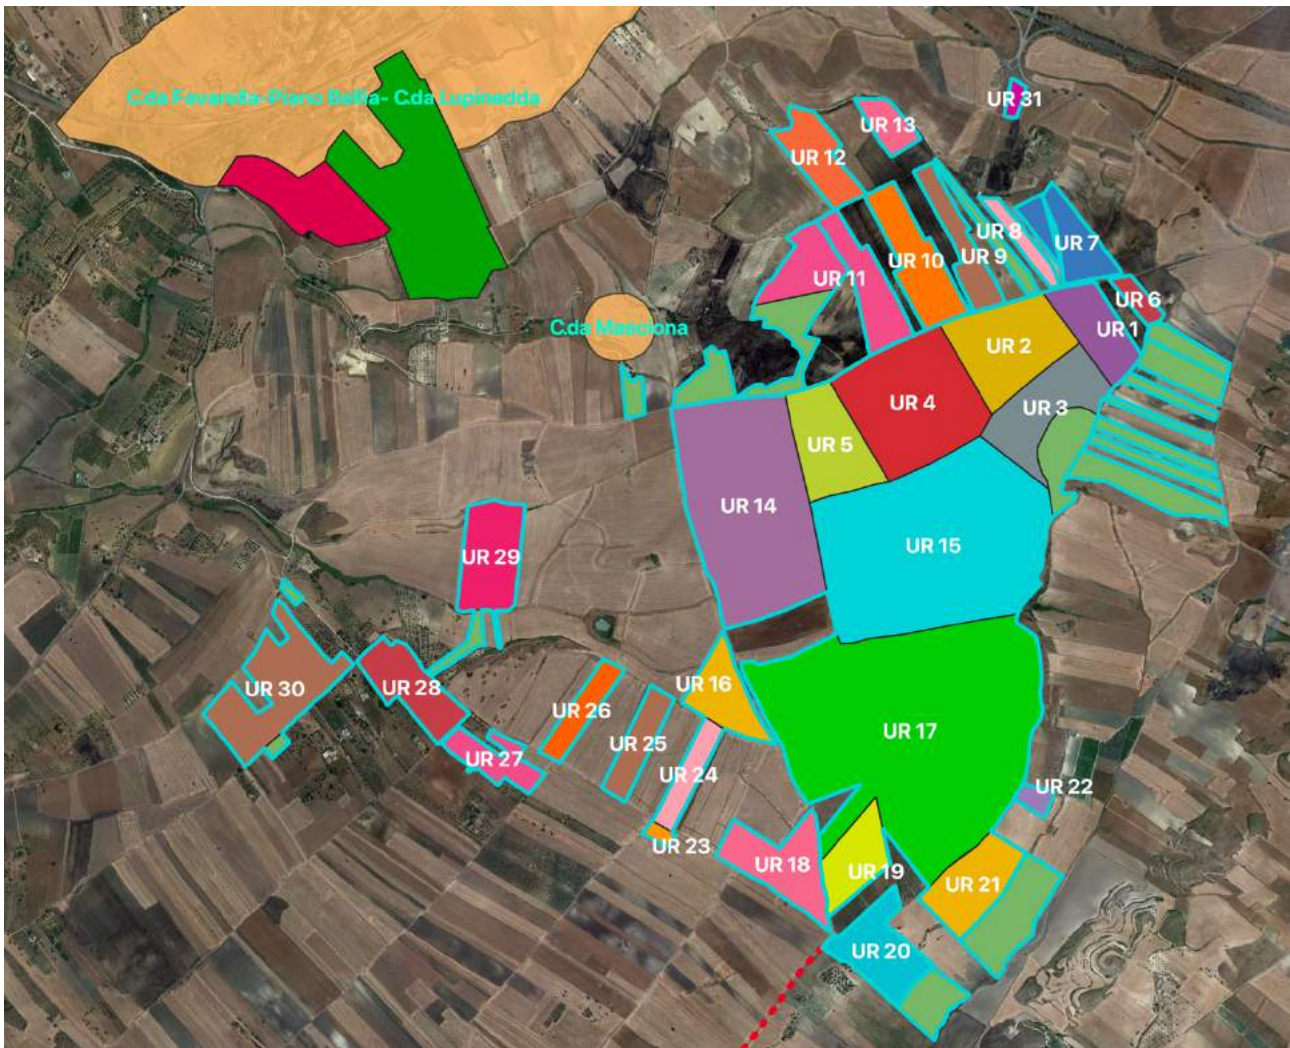 C.da Favarella-Piano Bellia- C.da Lupinedda
UR 31
UR 13
UR 12
UR 8
UR 7
UR 9
UR 10
UR 11
UR 6
C.da Masciona
UR 1
UR 2
UR 4
UR 3
UR 5
UR 14
UR 15
UR 29
UR 16
UR 28
UR 30
UR 26
UR 25
UR 17
UR 27
UR 24
UR 22
UR 23
UR 18
UR 19
UR 21
UR 20